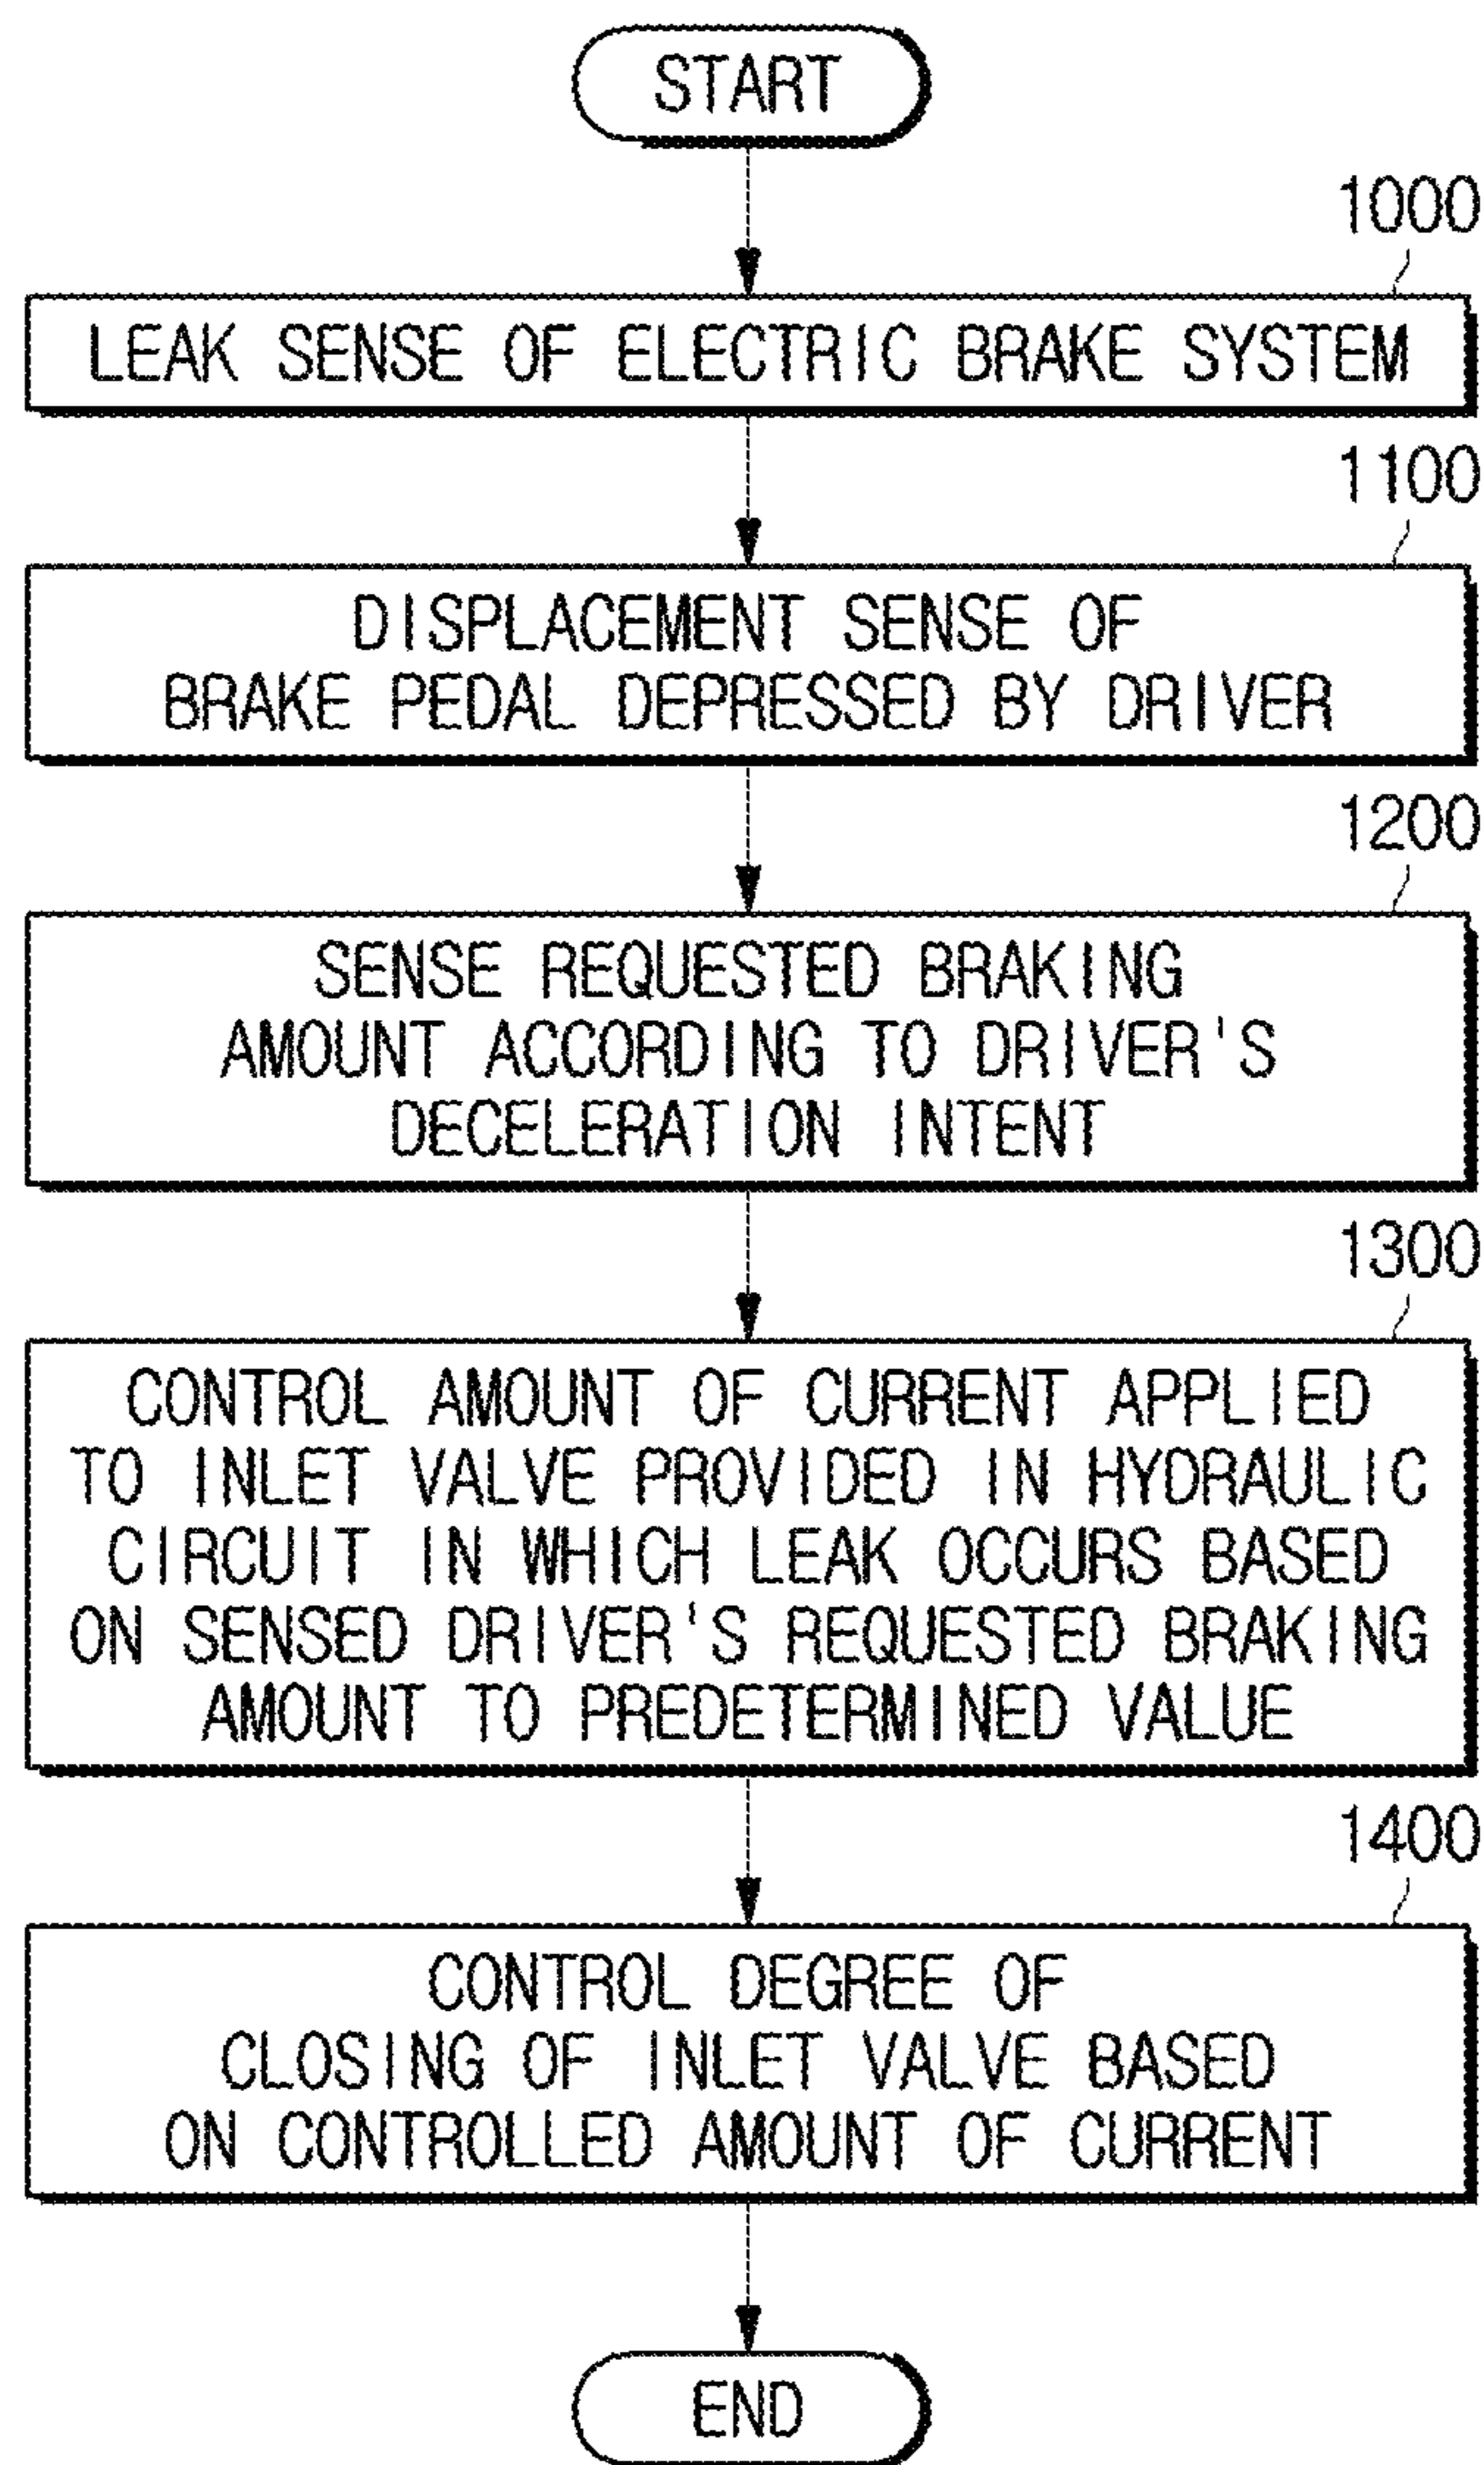 START
1000
LEAK SENSE OF ELECTRIC BRAKE SYSTEM
1100
DISPLACEMENT SENSE OF
BRAKE PEDAL DEPRESSED BY DRIVER
1200
SENSE REQUESTED BRAKING
AMOUNT ACCORDING TO DRIVER'S
DECELERATION INTENT
1300
CONTROL AMOUNT OF CURRENT APPLIED
TO INLET VALVE PROVIDED IN HYDRAULIC
CIRCUIT IN WHICH LEAK OCCURS BASED
ON SENSED DRIVER'S REQUESTED BRAKING
AMOUNT TO PREDETERMINED VALUE
1400
CONTROL DEGREE OF
CLOSING OF INLET VALVE BASED
ON CONTROLLED AMOUNT OF CURRENT
END